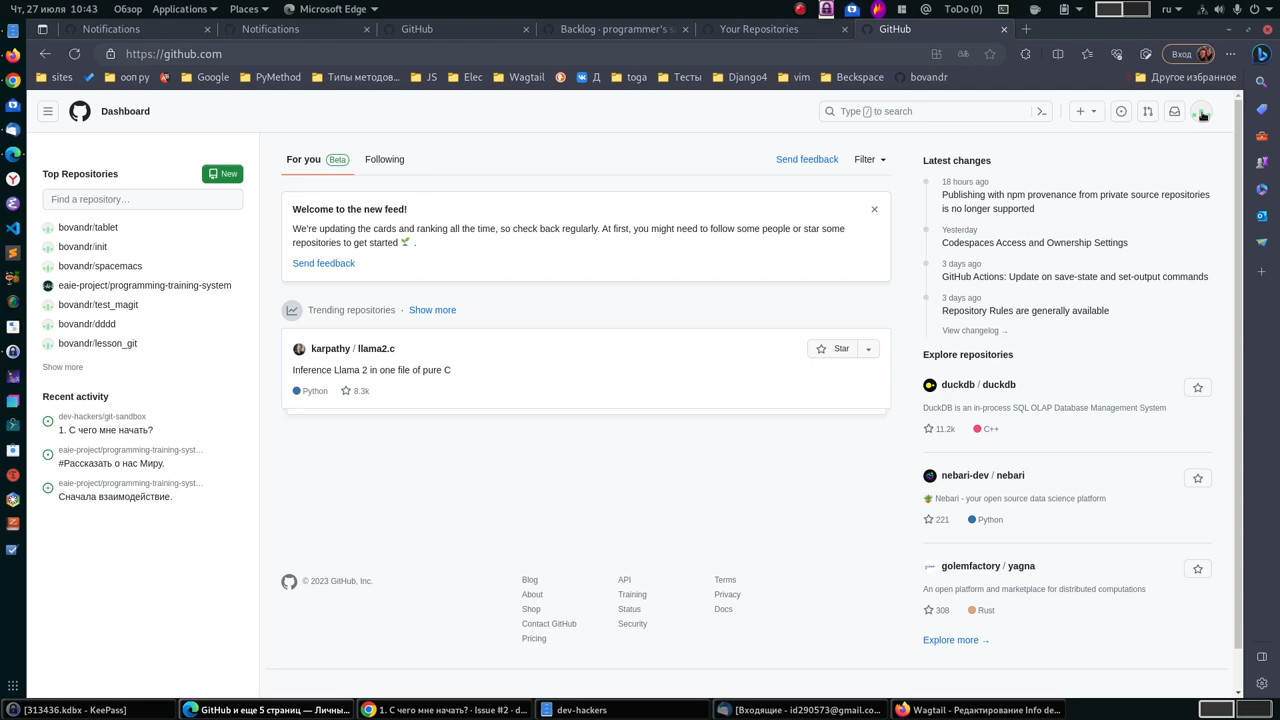 Чт, 27 июля 10:43 Обзор Applications Places Microsoft Edge ToDo(0) ru
Notifications Notifications GitHub Backlog · programmer's s Your Repositories GitHub
https://github.com Вход
sites ооп ру Google PyMethod Типы методов... JS Elec Wagtail Д toga Тесты Django4 vim Beckspace bovandr Другое избранное
Dashboard Type / to search
For you Beta Following Send feedback Filter
Top Repositories New
Find a repository…
bovandr/tablet
bovandr/init
bovandr/spacemacs
eaie-project/programming-training-system
bovandr/test_magit
bovandr/dddd
bovandr/lesson_git
Show more
Recent activity
dev-hackers/git-sandbox
1. С чего мне начать?
eaie-project/programming-training-syst…
#Рассказать о нас Миру.
eaie-project/programming-training-syst…
Сначала взаимодействие.
Welcome to the new feed!
We're updating the cards and ranking all the time, so check back regularly. At first, you might need to follow some people or star some
repositories to get started .
Send feedback
Trending repositories · Show more
karpathy / llama2.c Star
Inference Llama 2 in one file of pure C
Python 8.3k
Latest changes
18 hours ago
Publishing with npm provenance from private source repositories
is no longer supported
Yesterday
Codespaces Access and Ownership Settings
3 days ago
GitHub Actions: Update on save-state and set-output commands
3 days ago
Repository Rules are generally available
View changelog →
Explore repositories
duckdb / duckdb
DuckDB is an in-process SQL OLAP Database Management System
11.2k C++
nebari-dev / nebari
Nebari - your open source data science platform
221 Python
golemfactory / yagna
An open platform and marketplace for distributed computations
308 Rust
Explore more →
© 2023 GitHub, Inc.
Blog API Terms
About Training Privacy
Shop Status Docs
Contact GitHub Security
Pricing
[313436.kdbx - KeePass] GitHub и еще 5 страниц — Личны... 1. С чего мне начать? · Issue #2 · d... dev-hackers [Входящие - id290573@gmail.co... Wagtail - Редактирование Info de...